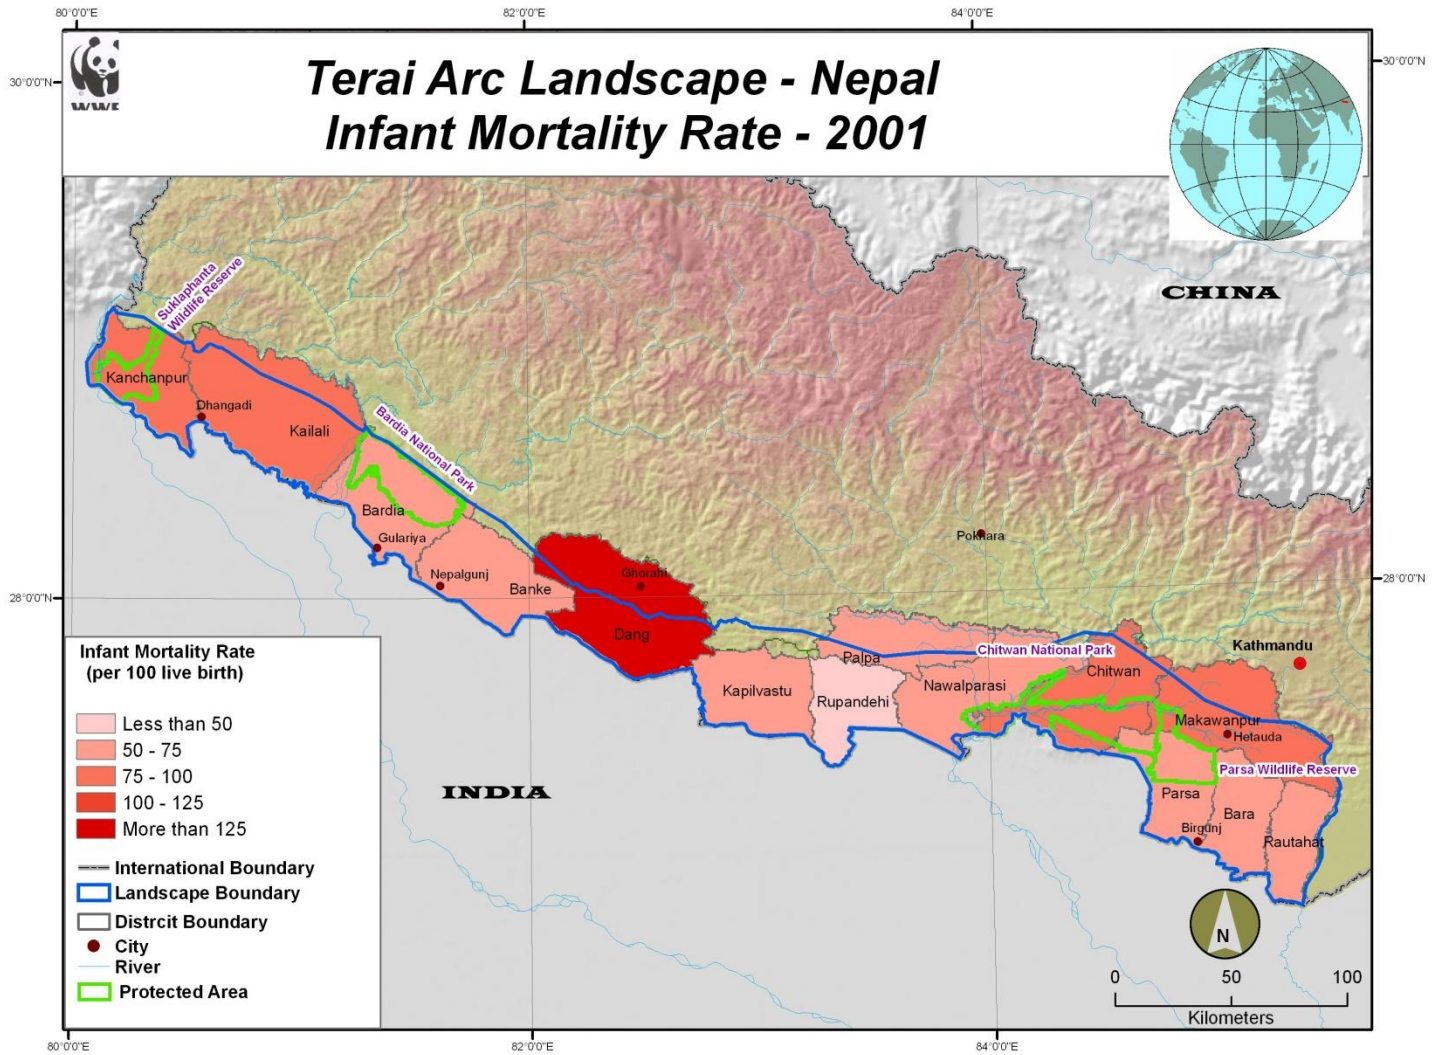 80°0'0"E
82°0'0"E
84°0'0"E
30°0'0"N
30°0'0"N
WWF
Terai Arc Landscape - Nepal
Infant Mortality Rate - 2001
CHINA
Suklaphanta
Wildlife Reserve
Kanchanpur
Dhangadi
Kailali
Bardia National Park
Bardia
Gulariya
Nepalgunj
Banke
Ghorahi
Dang
Pokhara
28°0'0"N
28°0'0"N
Kathmandu
Chitwan National Park
Palpa
Chitwan
Kapilvastu
Rupandehi
Nawalparasi
Makawanpur
Hetauda
Parsa Wildlife Reserve
Parsa
Bara
Birgunj
Rautahat
INDIA
Infant Mortality Rate
(per 100 live birth)
Less than 50
50 - 75
75 - 100
100 - 125
More than 125
International Boundary
Landscape Boundary
Distrcit Boundary
City
River
Protected Area
N
0 50 100
Kilometers
80°0'0"E
82°0'0"E
84°0'0"E